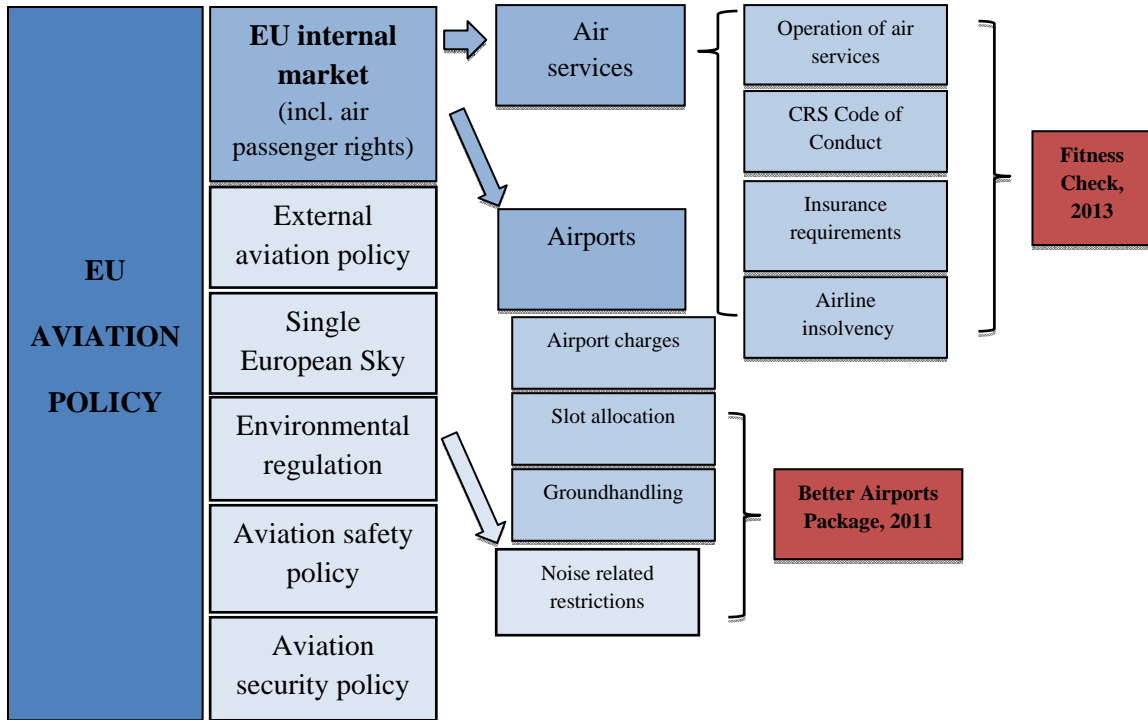 EU
AVIATION
POLICY
EU internal
market
(incl. air
passenger rights)
External
aviation policy
Single
European Sky
Environmental
regulation
Aviation safety
policy
Aviation
security policy
Air
services
Airports
Airport charges
Slot allocation
Groundhandling
Noise related
restrictions
Operation of air
services
CRS Code of
Conduct
Insurance
requirements
Airline
insolvency
Fitness
Check,
2013
Better Airports
Package, 2011